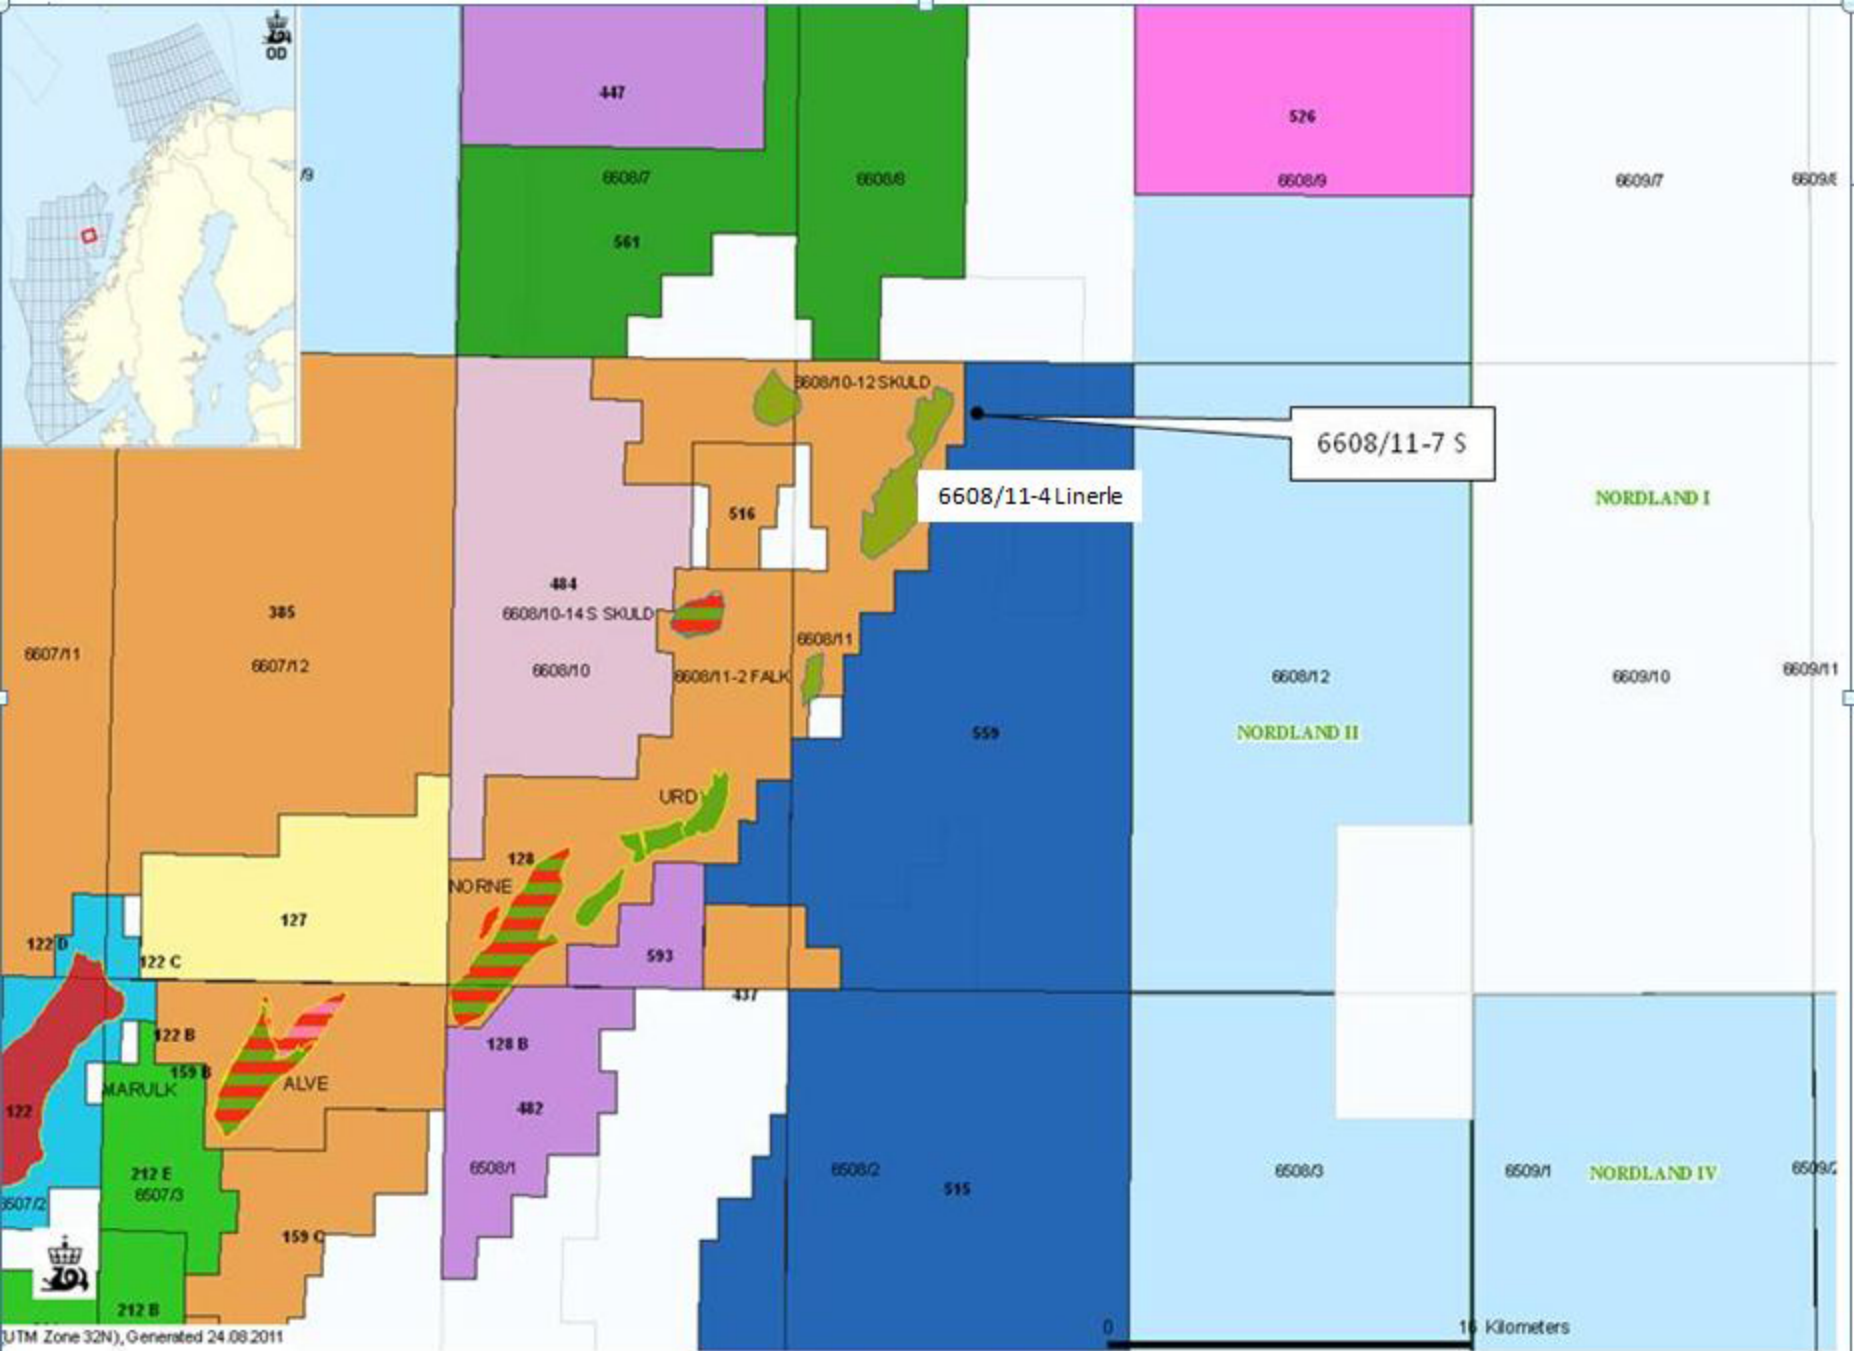 OD
447
526
/9
6608/7
6608/8
6608/9
6609/7
561
6608/10-12 SKULD
6608/11-7 S
6608/11-4 Linerle
NORDLAND I
516
484
385
6608/10-14 S SKULD
6608/11
6607/11
6607/12
6608/10
6608/11-2 FALK
6608/12
6609/10
6609/11
559
NORDLAND II
URD
128
NORNE
127
593
122 D
122 C
437
122 B
128 B
159 B
MARULK
ALVE
122
482
212 E
6507/3
6508/1
6508/2
6508/3
6509/1
NORDLAND IV
6509/2
515
6507/2
159 C
212 B
(UTM Zone 32N), Generated 24.08.2011
0
Kilometers